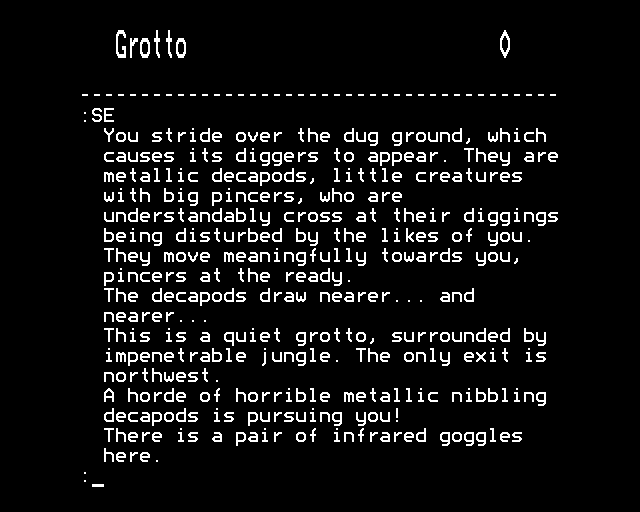 Grotto 0
----------------------------------------
:SE
You stride over the dug ground, which
causes its diggers to appear. They are
metallic decapods, little creatures
with big pincers, who are
understandably cross at their diggings
being disturbed by the likes of you.
They move meaningfully towards you,
pincers at the ready.
The decapods draw nearer... and
nearer...
This is a quiet grotto, surrounded by
impenetrable jungle. The only exit is
northwest.
A horde of horrible metallic nibbling
decapods is pursuing you!
There is a pair of infrared goggles
here.
:_